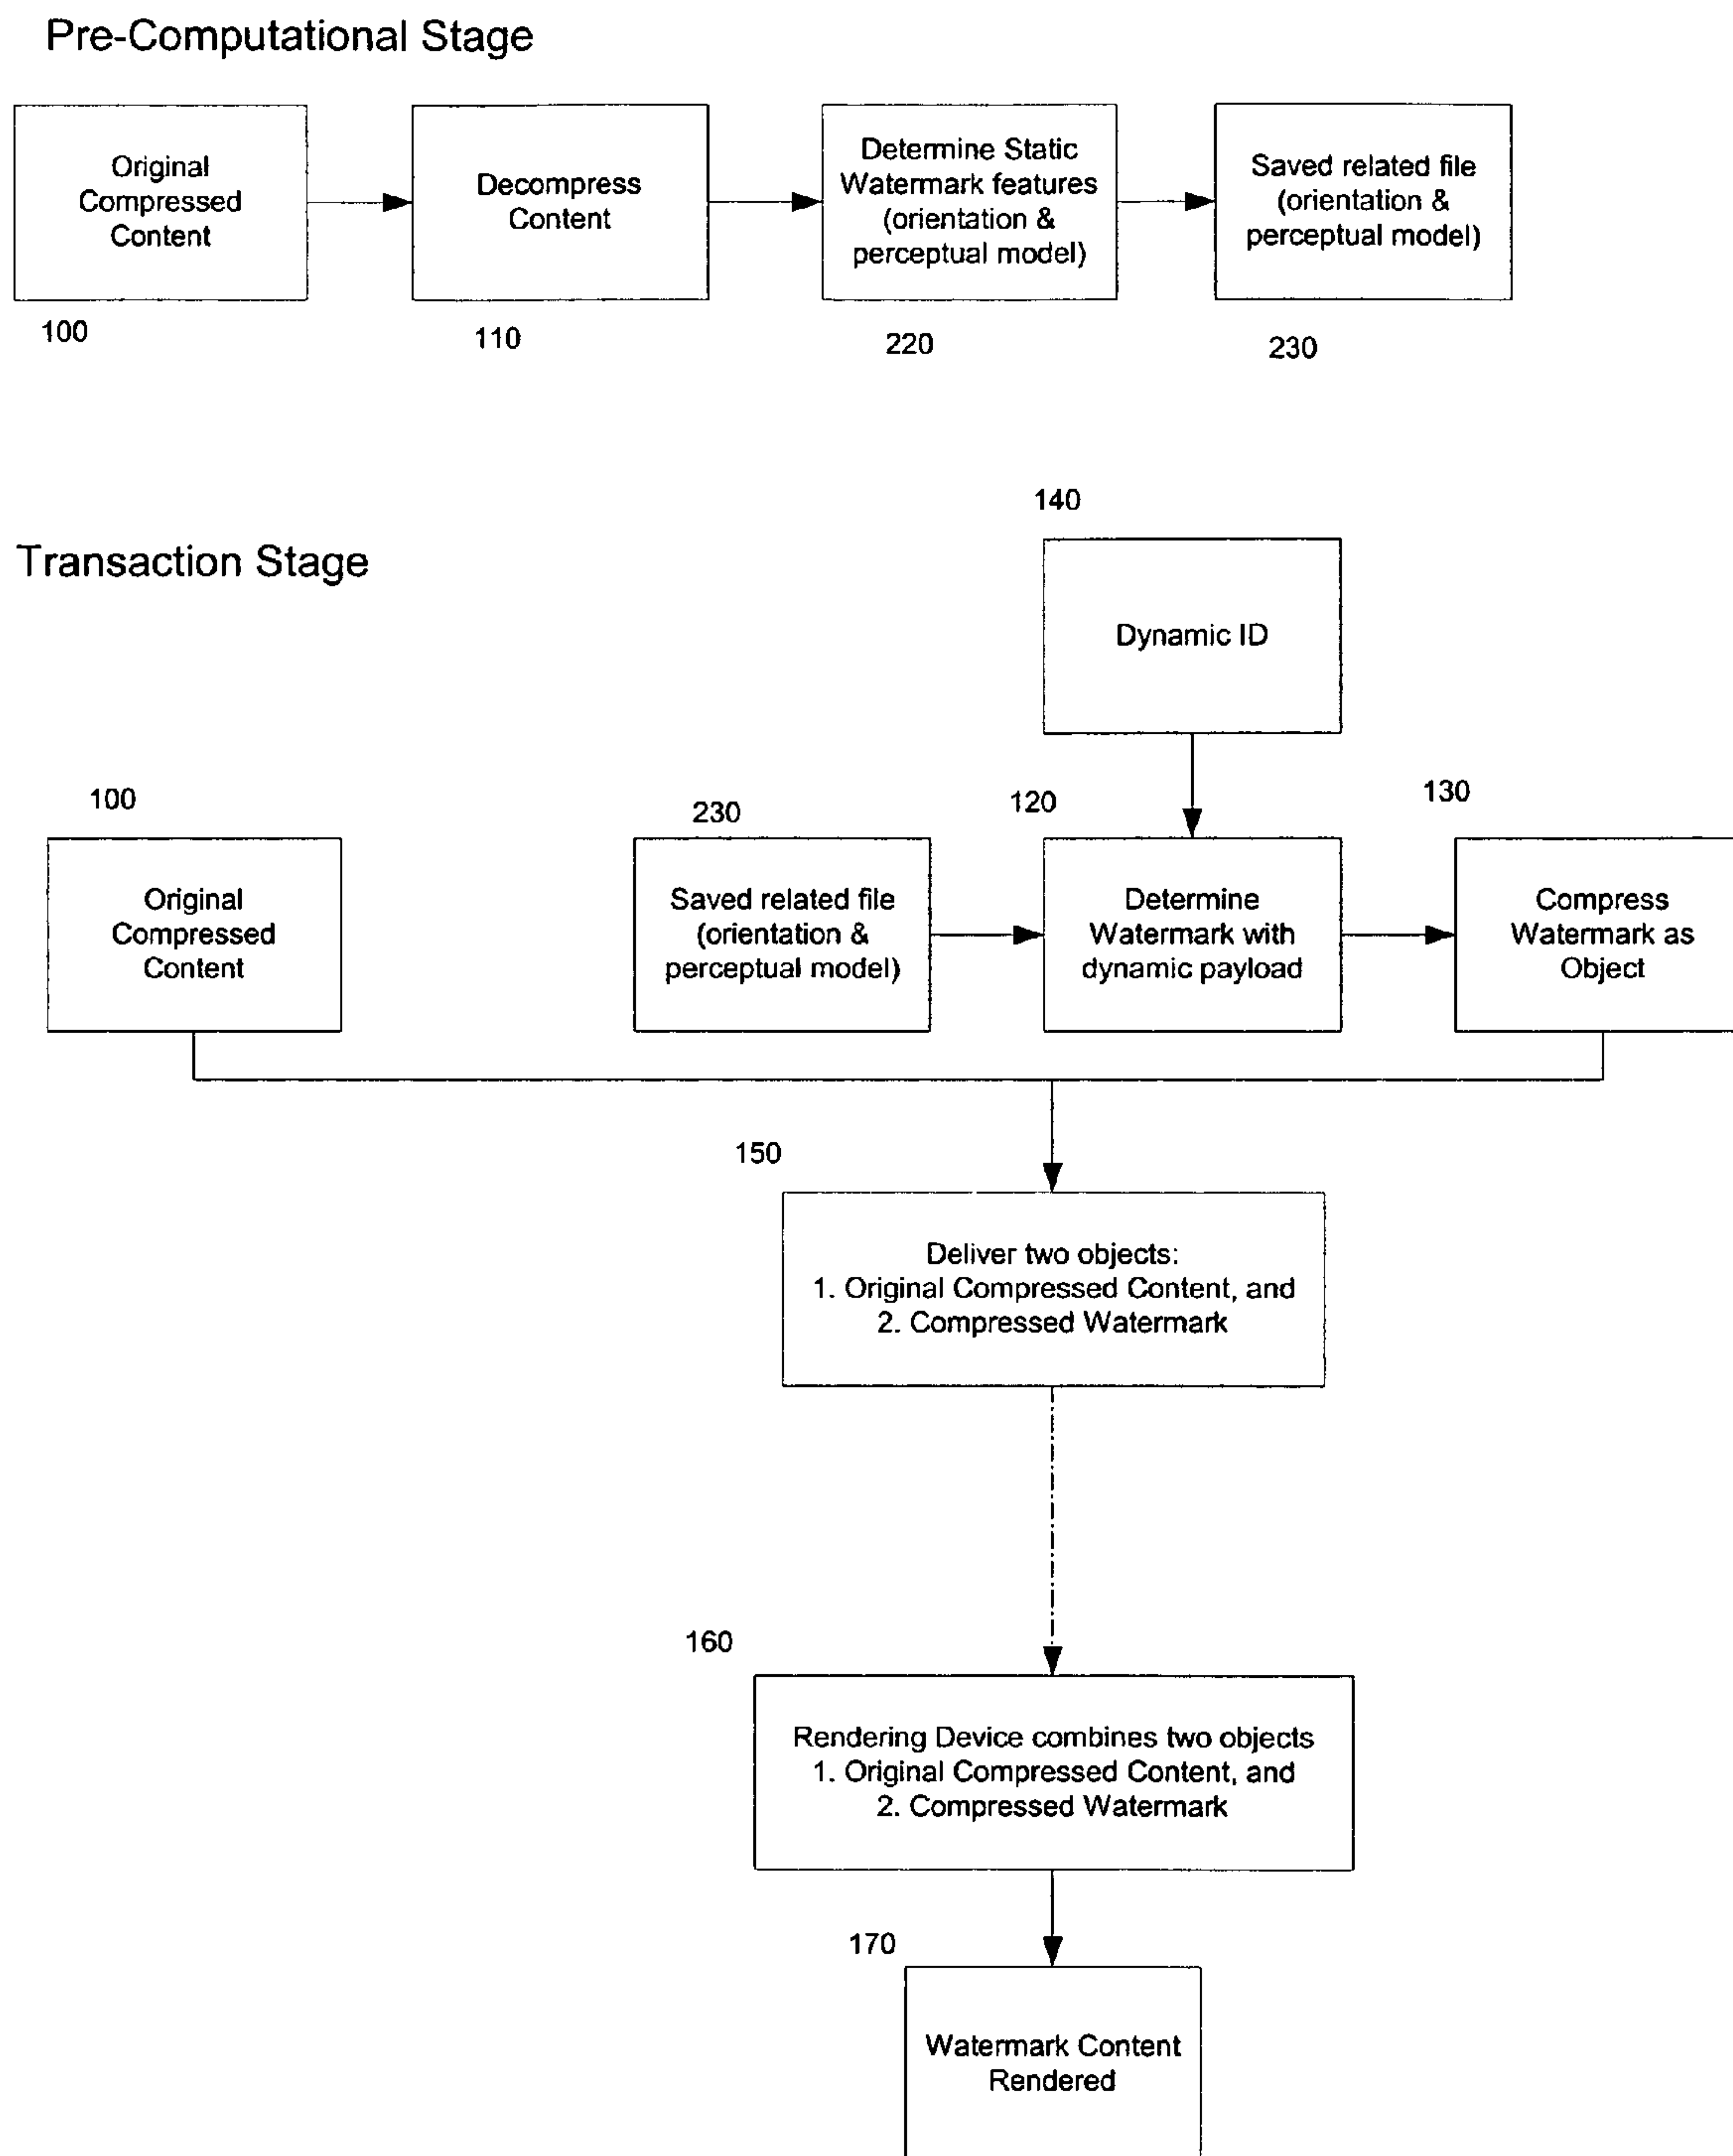 Pre-Computational Stage
Original
Compressed
Content
100
Decompress
Content
110
Determine Static
Watermark features
(orientation &
perceptual model)
220
Saved related file
(orientation &
perceptual model)
230
Transaction Stage
140
Dynamic ID
100
Original
Compressed
Content
230
Saved related file
(orientation &
perceptual model)
120
Determine
Watermark with
dynamic payload
130
Compress
Watermark as
Object
150
Deliver two objects:
1. Original Compressed Content, and
2. Compressed Watermark
160
Rendering Device combines two objects
1. Original Compressed Content, and
2. Compressed Watermark
170
Watermark Content
Rendered